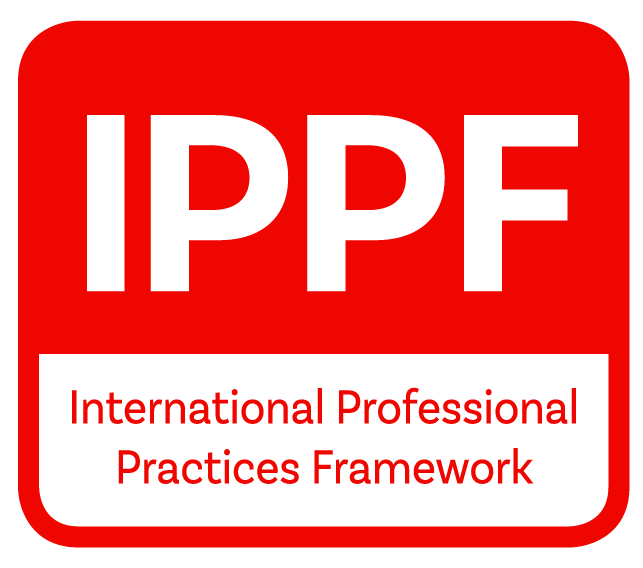 IPPF
International Professional
Practices Framework